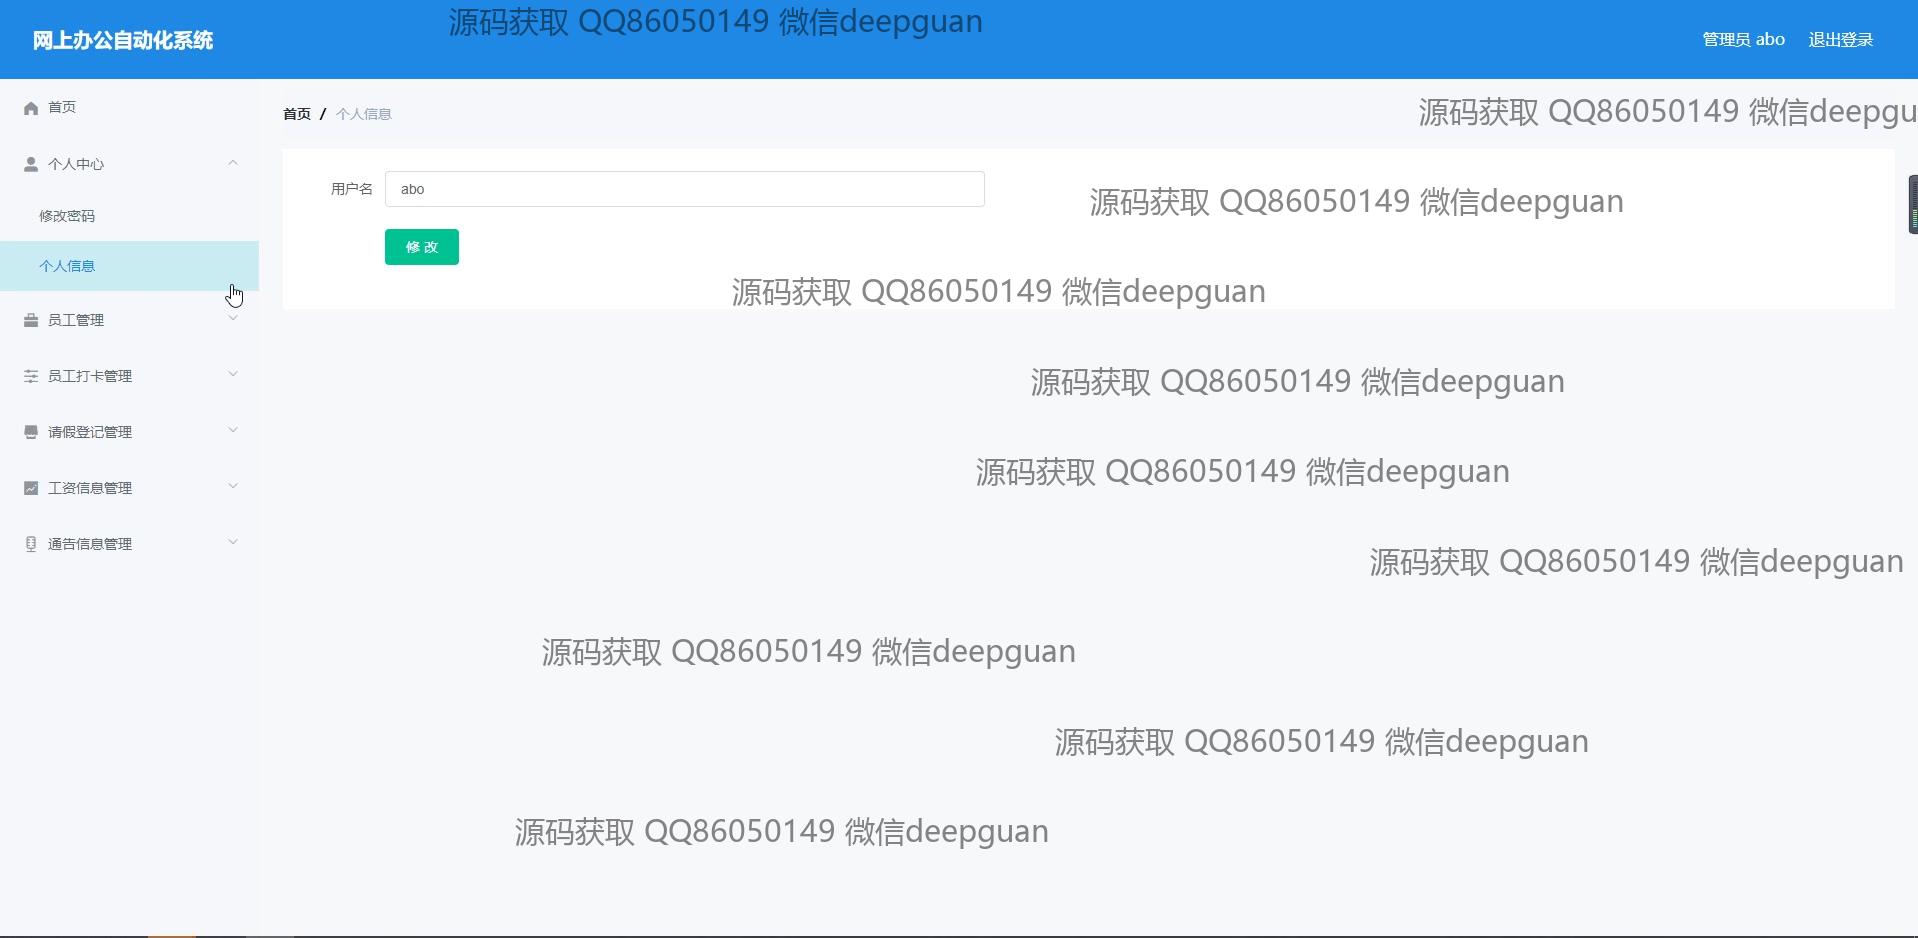 源码获取 QQ86050149 微信deepguan
网上办公自动化系统
管理员 abo 退出登录
首页
首页 / 个人信息
源码获取 QQ86050149 微信deepgu
个人中心
用户名 abo
源码获取 QQ86050149 微信deepguan
修改密码
修 改
个人信息
源码获取 QQ86050149 微信deepguan
员工管理
员工打卡管理
源码获取 QQ86050149 微信deepguan
请假登记管理
源码获取 QQ86050149 微信deepguan
工资信息管理
通告信息管理
源码获取 QQ86050149 微信deepguan
源码获取 QQ86050149 微信deepguan
源码获取 QQ86050149 微信deepguan
源码获取 QQ86050149 微信deepguan